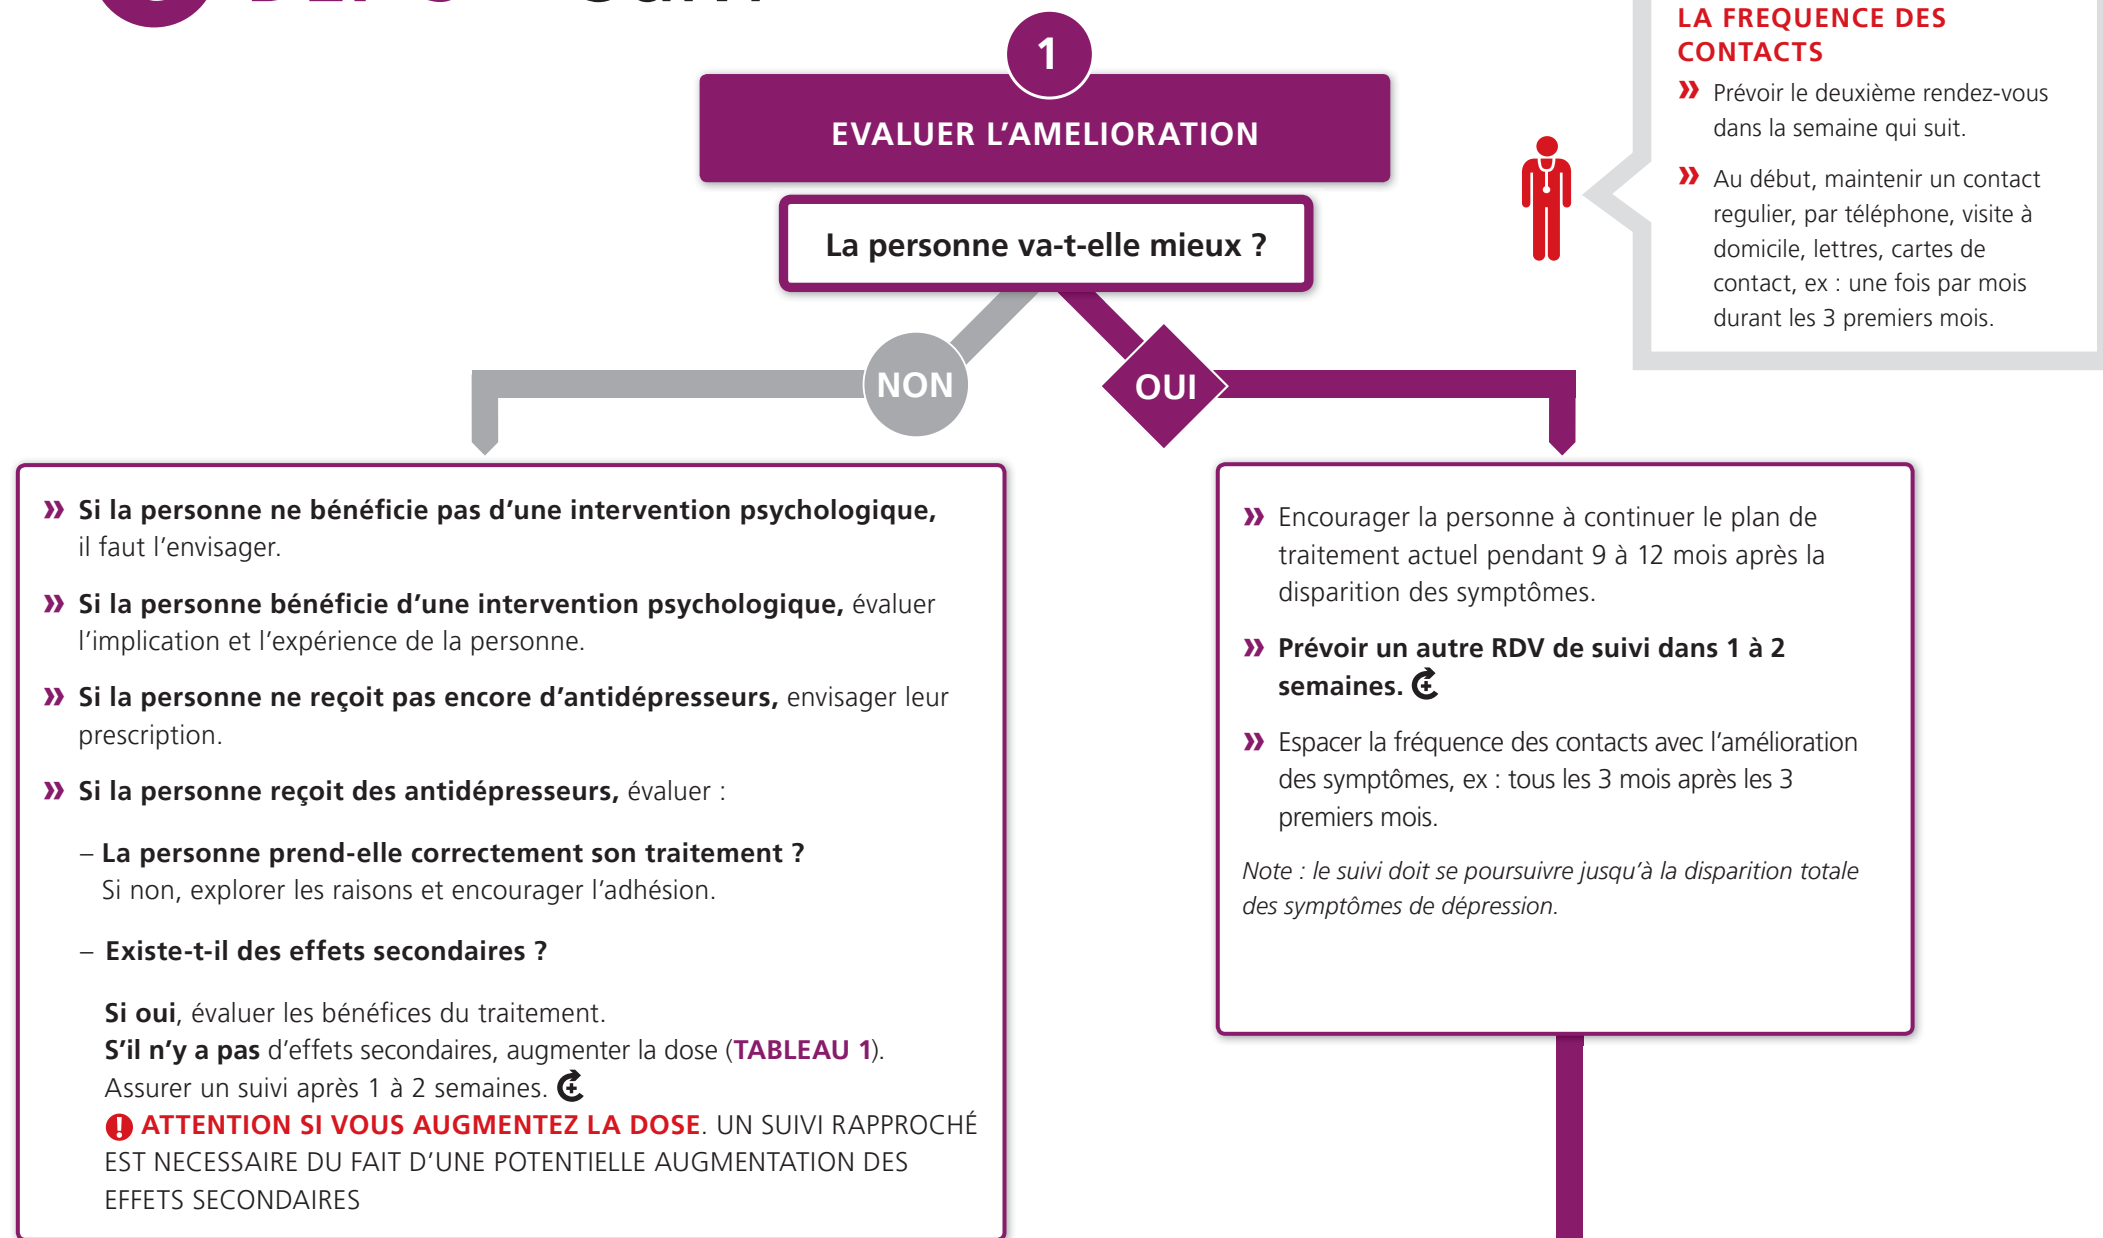 1
EVALUER L’AMELIORATION
La personne va-t-elle mieux ?
LA FREQUENCE DES
CONTACTS
» Prévoir le deuxième rendez-vous
dans la semaine qui suit.
» Au début, maintenir un contact
regulier, par téléphone, visite à
domicile, lettres, cartes de
contact, ex : une fois par mois
durant les 3 premiers mois.
NON
OUI
» Si la personne ne bénéficie pas d’une intervention psychologique,
il faut l’envisager.
» Si la personne bénéficie d’une intervention psychologique, évaluer
l’implication et l’expérience de la personne.
» Si la personne ne reçoit pas encore d’antidépresseurs, envisager leur
prescription.
» Si la personne reçoit des antidépresseurs, évaluer :
– La personne prend-elle correctement son traitement ?
Si non, explorer les raisons et encourager l’adhésion.
– Existe-t-il des effets secondaires ?
Si oui, évaluer les bénéfices du traitement.
S’il n’y a pas d’effets secondaires, augmenter la dose (TABLEAU 1).
Assurer un suivi après 1 à 2 semaines.
ATTENTION SI VOUS AUGMENTEZ LA DOSE. UN SUIVI RAPPROCHÉ
EST NECESSAIRE DU FAIT D’UNE POTENTIELLE AUGMENTATION DES
EFFETS SECONDAIRES
» Encourager la personne à continuer le plan de
traitement actuel pendant 9 à 12 mois après la
disparition des symptômes.
» Prévoir un autre RDV de suivi dans 1 à 2
semaines.
» Espacer la fréquence des contacts avec l’amélioration
des symptômes, ex : tous les 3 mois après les 3
premiers mois.
Note : le suivi doit se poursuivre jusqu’à la disparition totale
des symptômes de dépression.